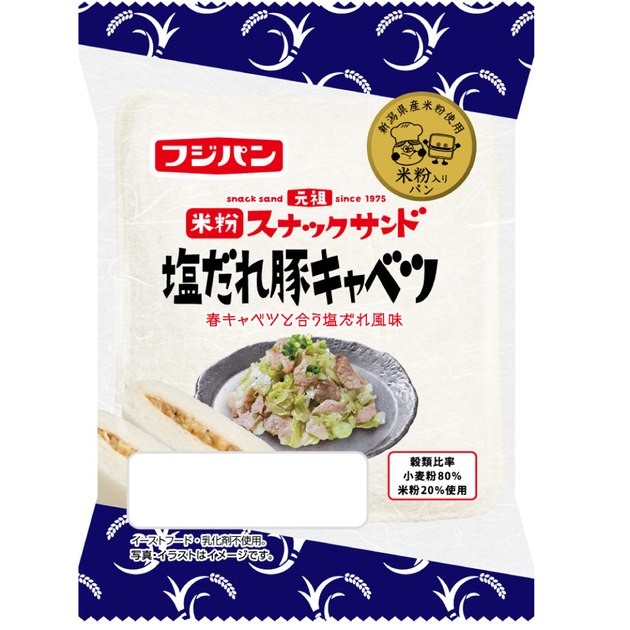 フジパン
新潟県産米粉使用
米粉入り
パン
snack sand 元祖 since 1975
米粉 スナックサンド
塩だれ豚キャベツ
春キャベツと合う塩だれ風味
穀類比率
小麦粉80%
米粉20%使用
イーストフード・乳化剤不使用。
写真・イラストはイメージです。